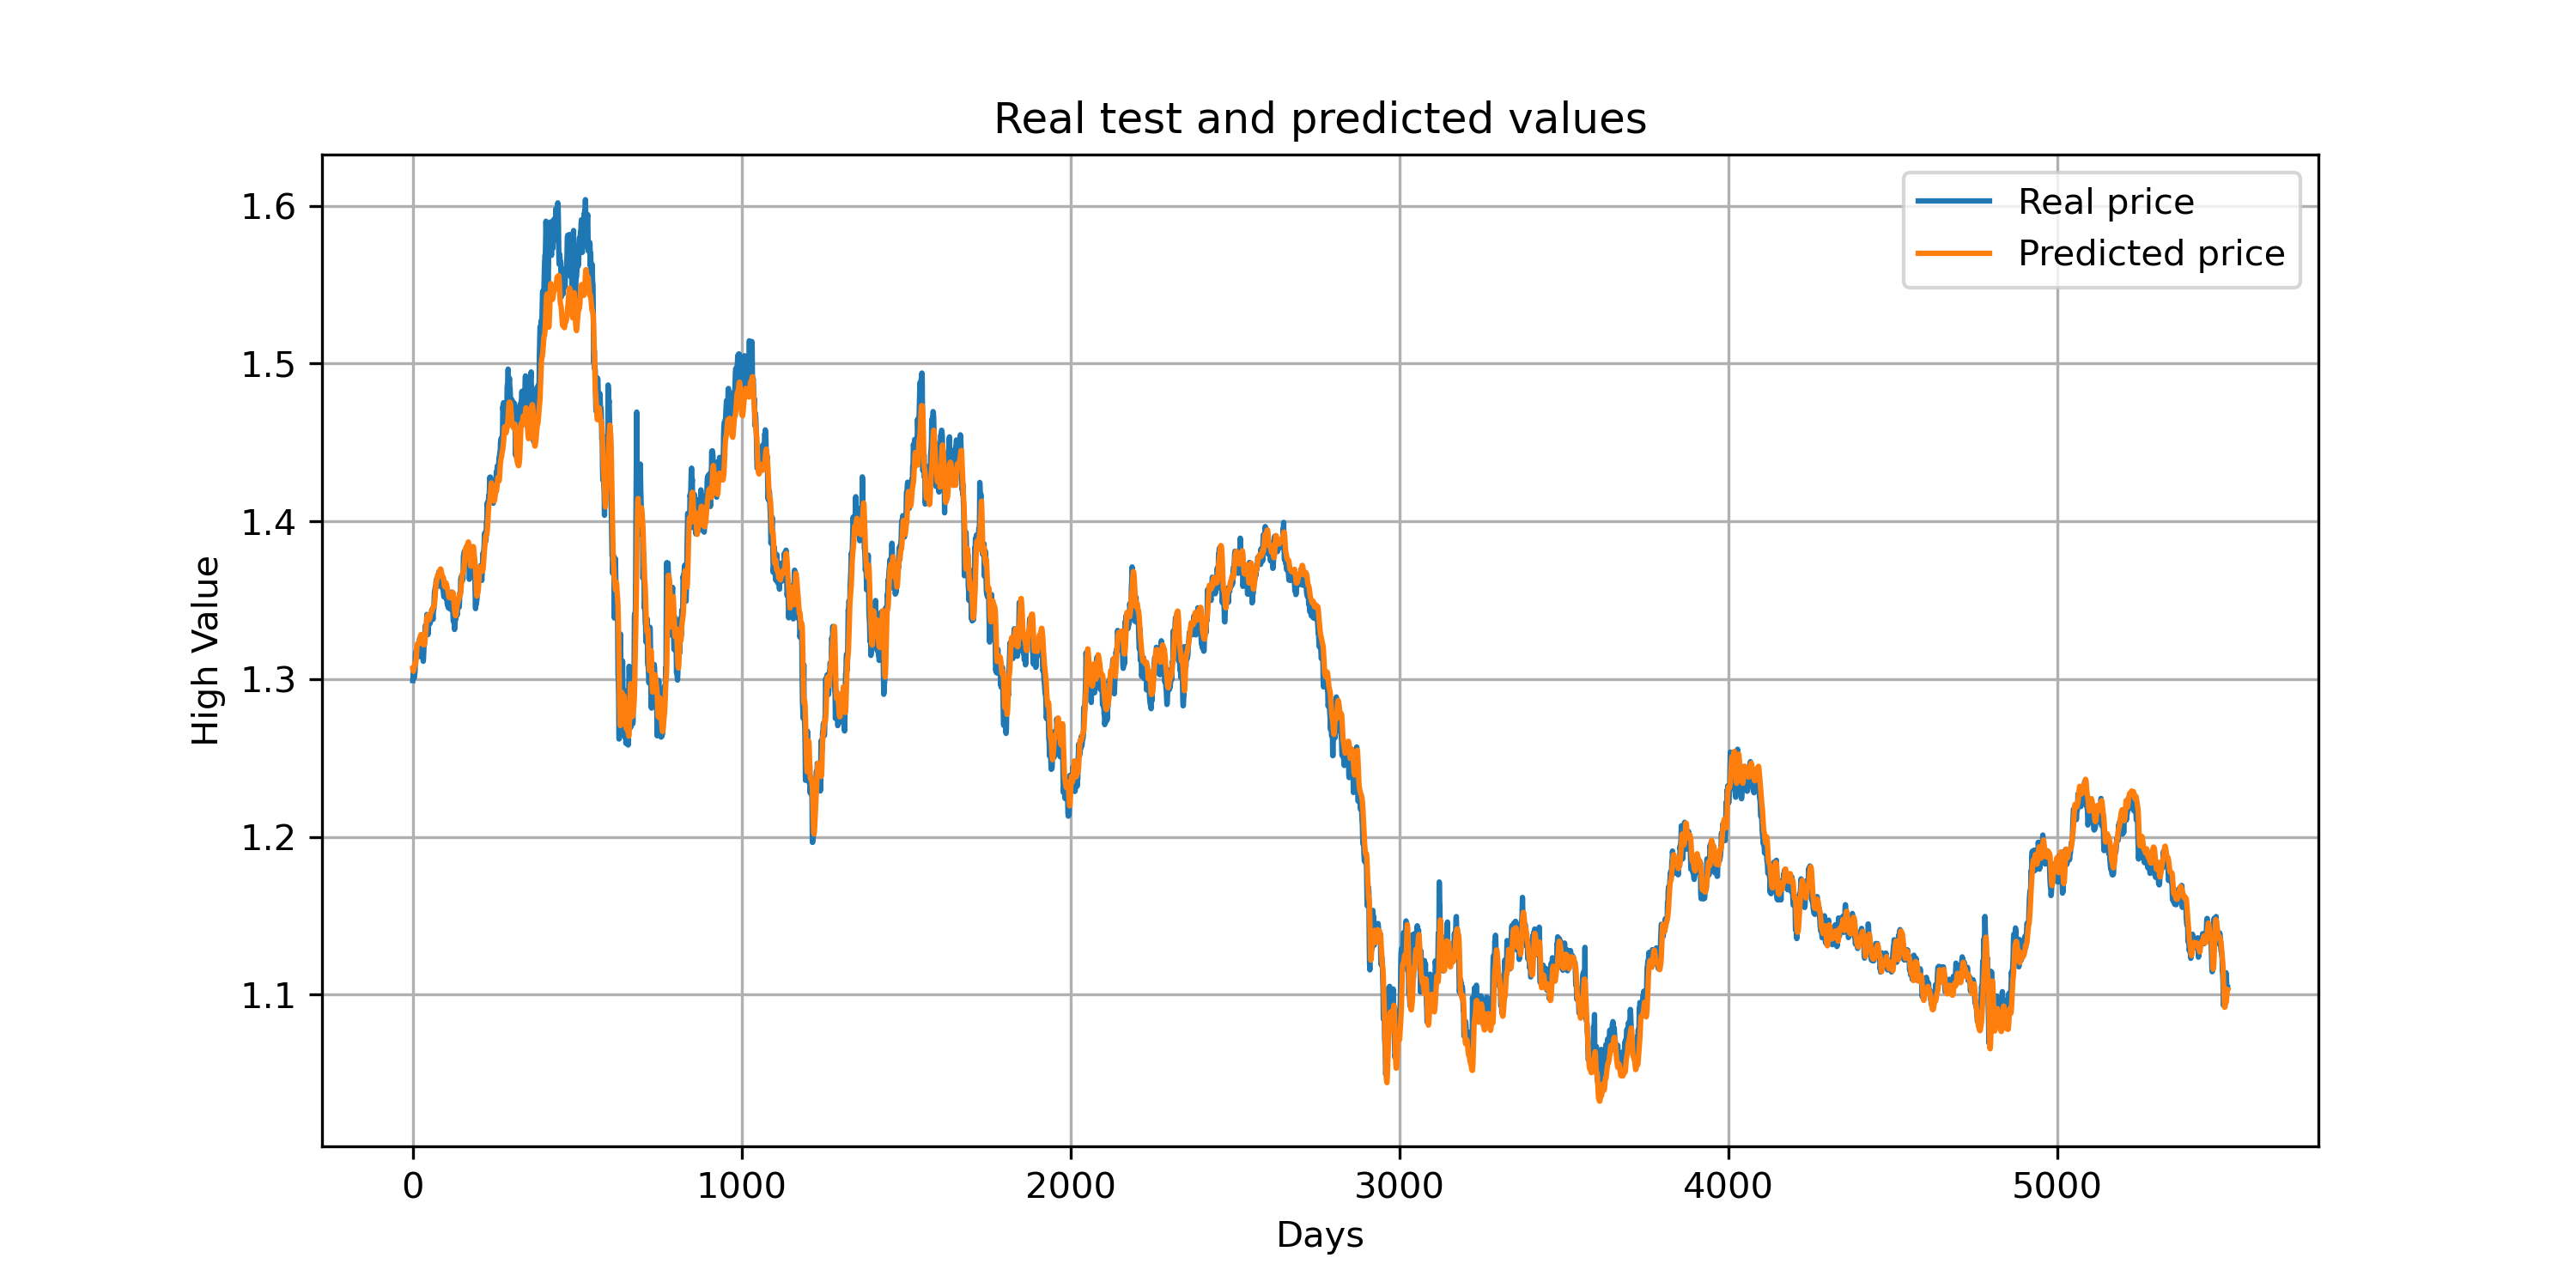 Real test and predicted values
Real price
Predicted price
1.6
1.5
1.4
1.3
1.2
1.1
High Value
0 1000 2000 3000 4000 5000
Days